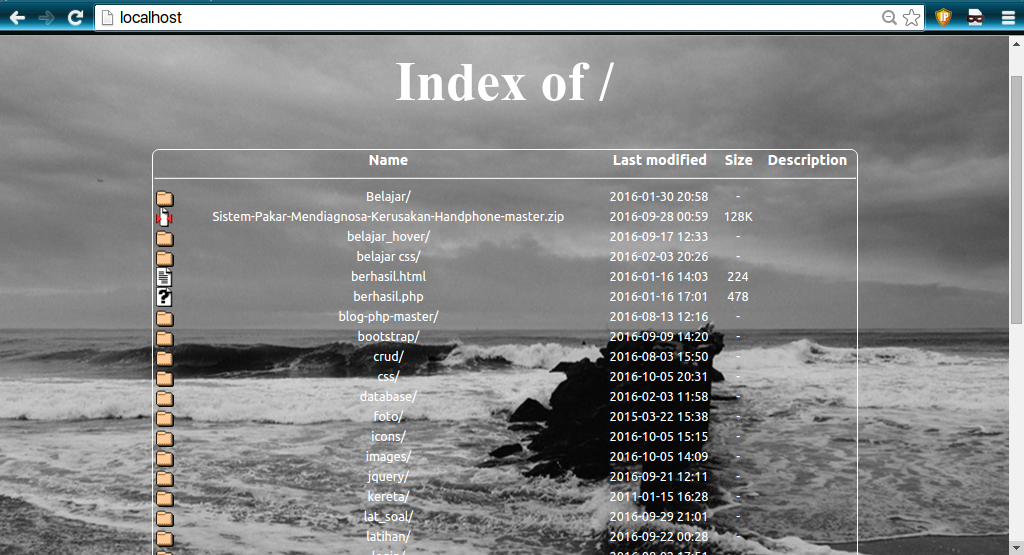 localhost
IP
Index of /
Name Last modified Size Description
Belajar/ 2016-01-30 20:58 -
Sistem-Pakar-Mendiagnosa-Kerusakan-Handphone-master.zip 2016-09-28 00:59 128K
belajar_hover/ 2016-09-17 12:33 -
belajar css/ 2016-02-03 20:26 -
berhasil.html 2016-01-16 14:03 224
? berhasil.php 2016-01-16 17:01 478
blog-php-master/ 2016-08-13 12:16 -
bootstrap/ 2016-09-09 14:20 -
crud/ 2016-08-03 15:50 -
css/ 2016-10-05 20:31 -
database/ 2016-02-03 11:58 -
foto/ 2015-03-22 15:38 -
icons/ 2016-10-05 15:15 -
images/ 2016-10-05 14:09 -
jquery/ 2016-09-21 12:11 -
kereta/ 2011-01-15 16:28 -
lat_soal/ 2016-09-29 21:01 -
latihan/ 2016-09-22 00:28 -